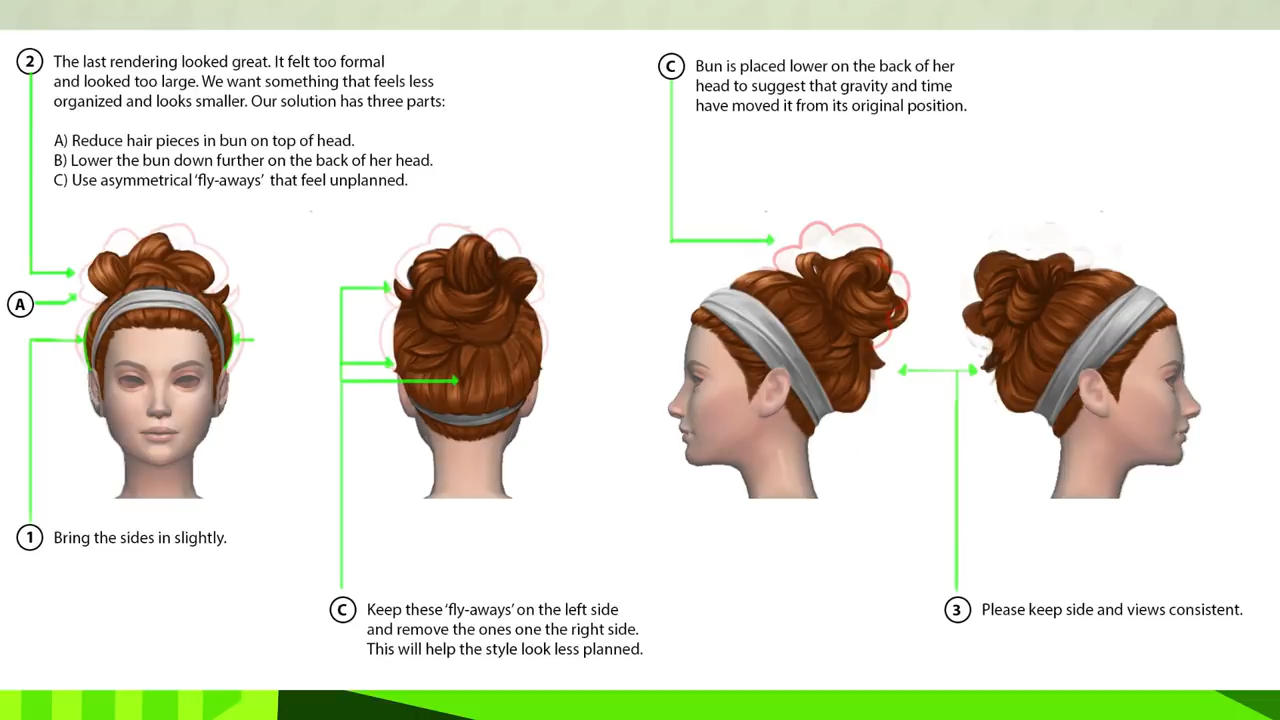 2
The last rendering looked great. It felt too formal
and looked too large. We want something that feels less
organized and looks smaller. Our solution has three parts:
A) Reduce hair pieces in bun on top of head.
B) Lower the bun down further on the back of her head.
C) Use asymmetrical ‘fly-aways’ that feel unplanned.
C
Bun is placed lower on the back of her
head to suggest that gravity and time
have moved it from its original position.
A
1
Bring the sides in slightly.
C
Keep these ‘fly-aways’ on the left side
and remove the ones one the right side.
This will help the style look less planned.
3
Please keep side and views consistent.